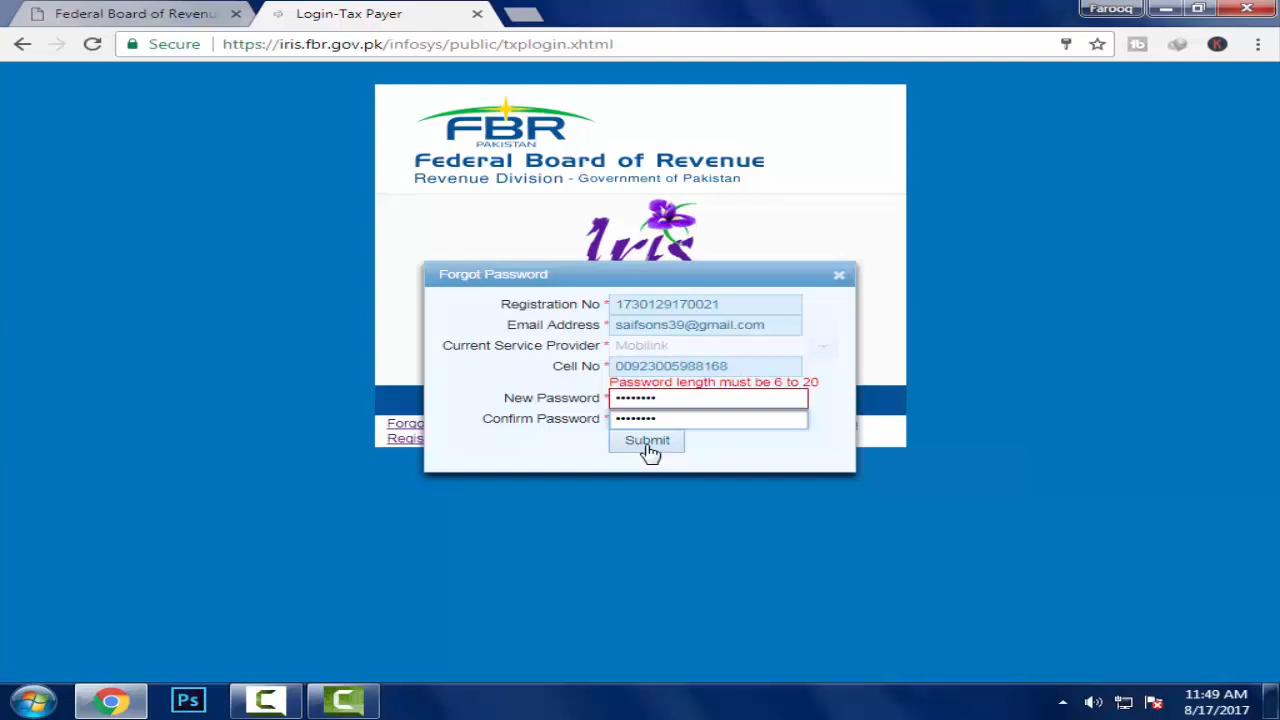 Federal Board of Revenu
Login-Tax Payer
Farooq
Secure
https://iris.fbr.gov.pk/infosys/public/txplogin.xhtml
FBR
PAKISTAN
Federal Board of Revenue
Revenue Division - Government of Pakistan
Iris
Forgot Password
Registration No * 1730129170021
Email Address * saifsons39@gmail.com
Current Service Provider * Mobilink
Cell No * 00923005988168
Password length must be 6 to 20
New Password * ••••••••
Confirm Password * ••••••••
Submit
Forgo
Regis
Ps
11:49 AM
8/17/2017